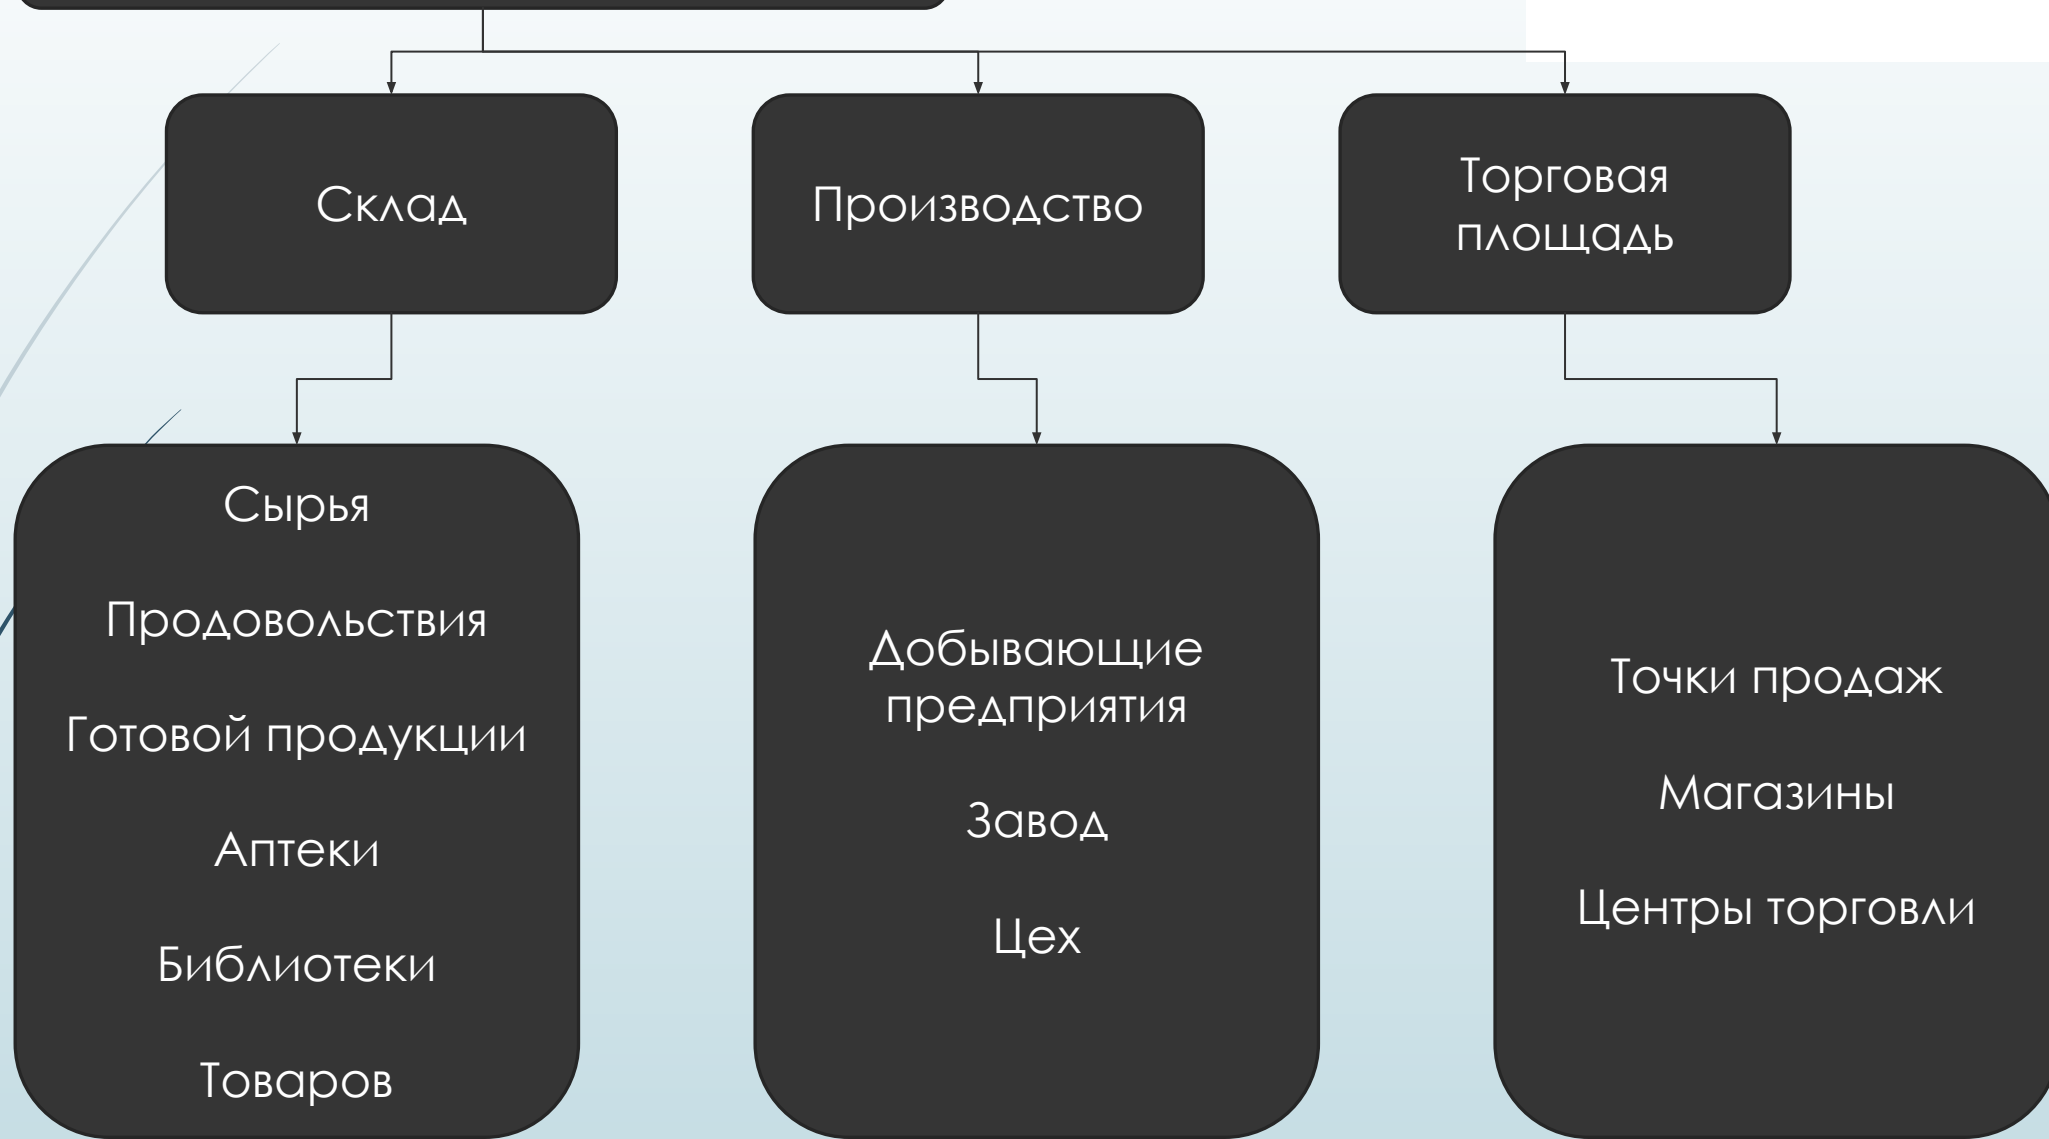 Склад
Производство
Торговая
площадь
Сырья
Продовольствия
Готовой продукции
Аптеки
Библиотеки
Товаров
Добывающие
предприятия
Завод
Цех
Точки продаж
Магазины
Центры торговли